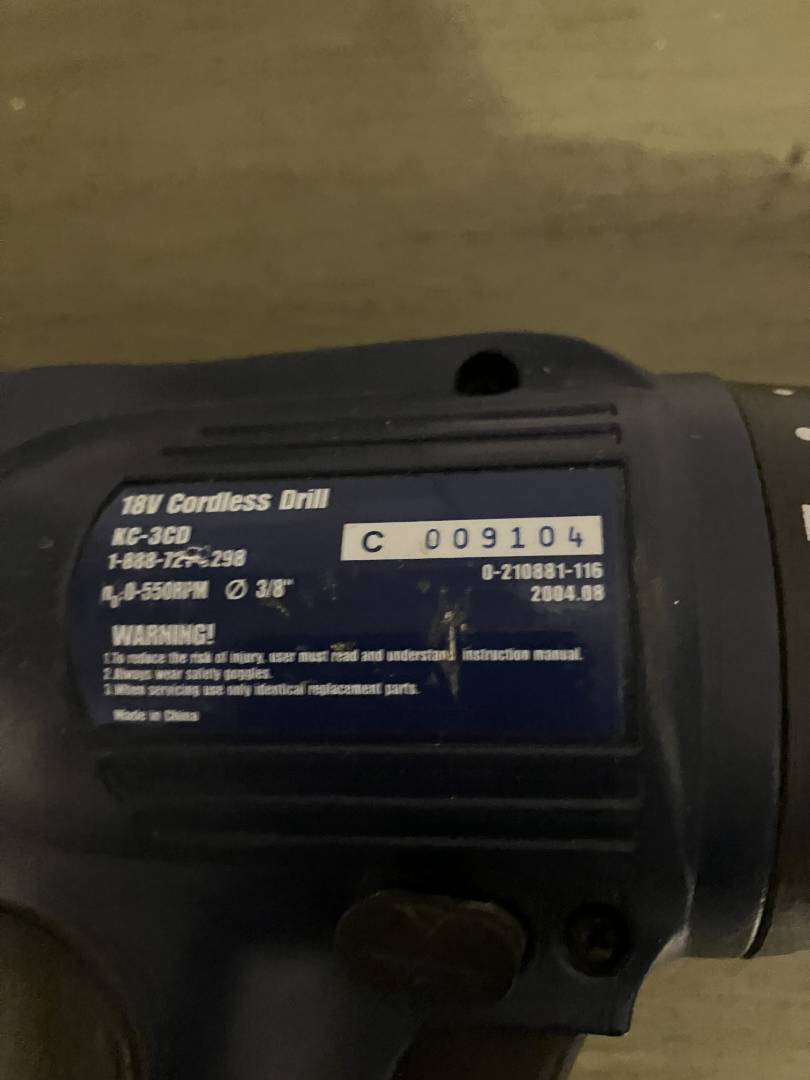 18V Cordless Drill
KC-3CD
C 009104
0-210881-116
n₀:0-550RPM Ø 3/8"
2004.08
WARNING!
1.To reduce the risk of injury, user must read and understand instruction manual.
2.Always wear safety goggles.
3.When servicing use only identical replacement parts.
Made in China